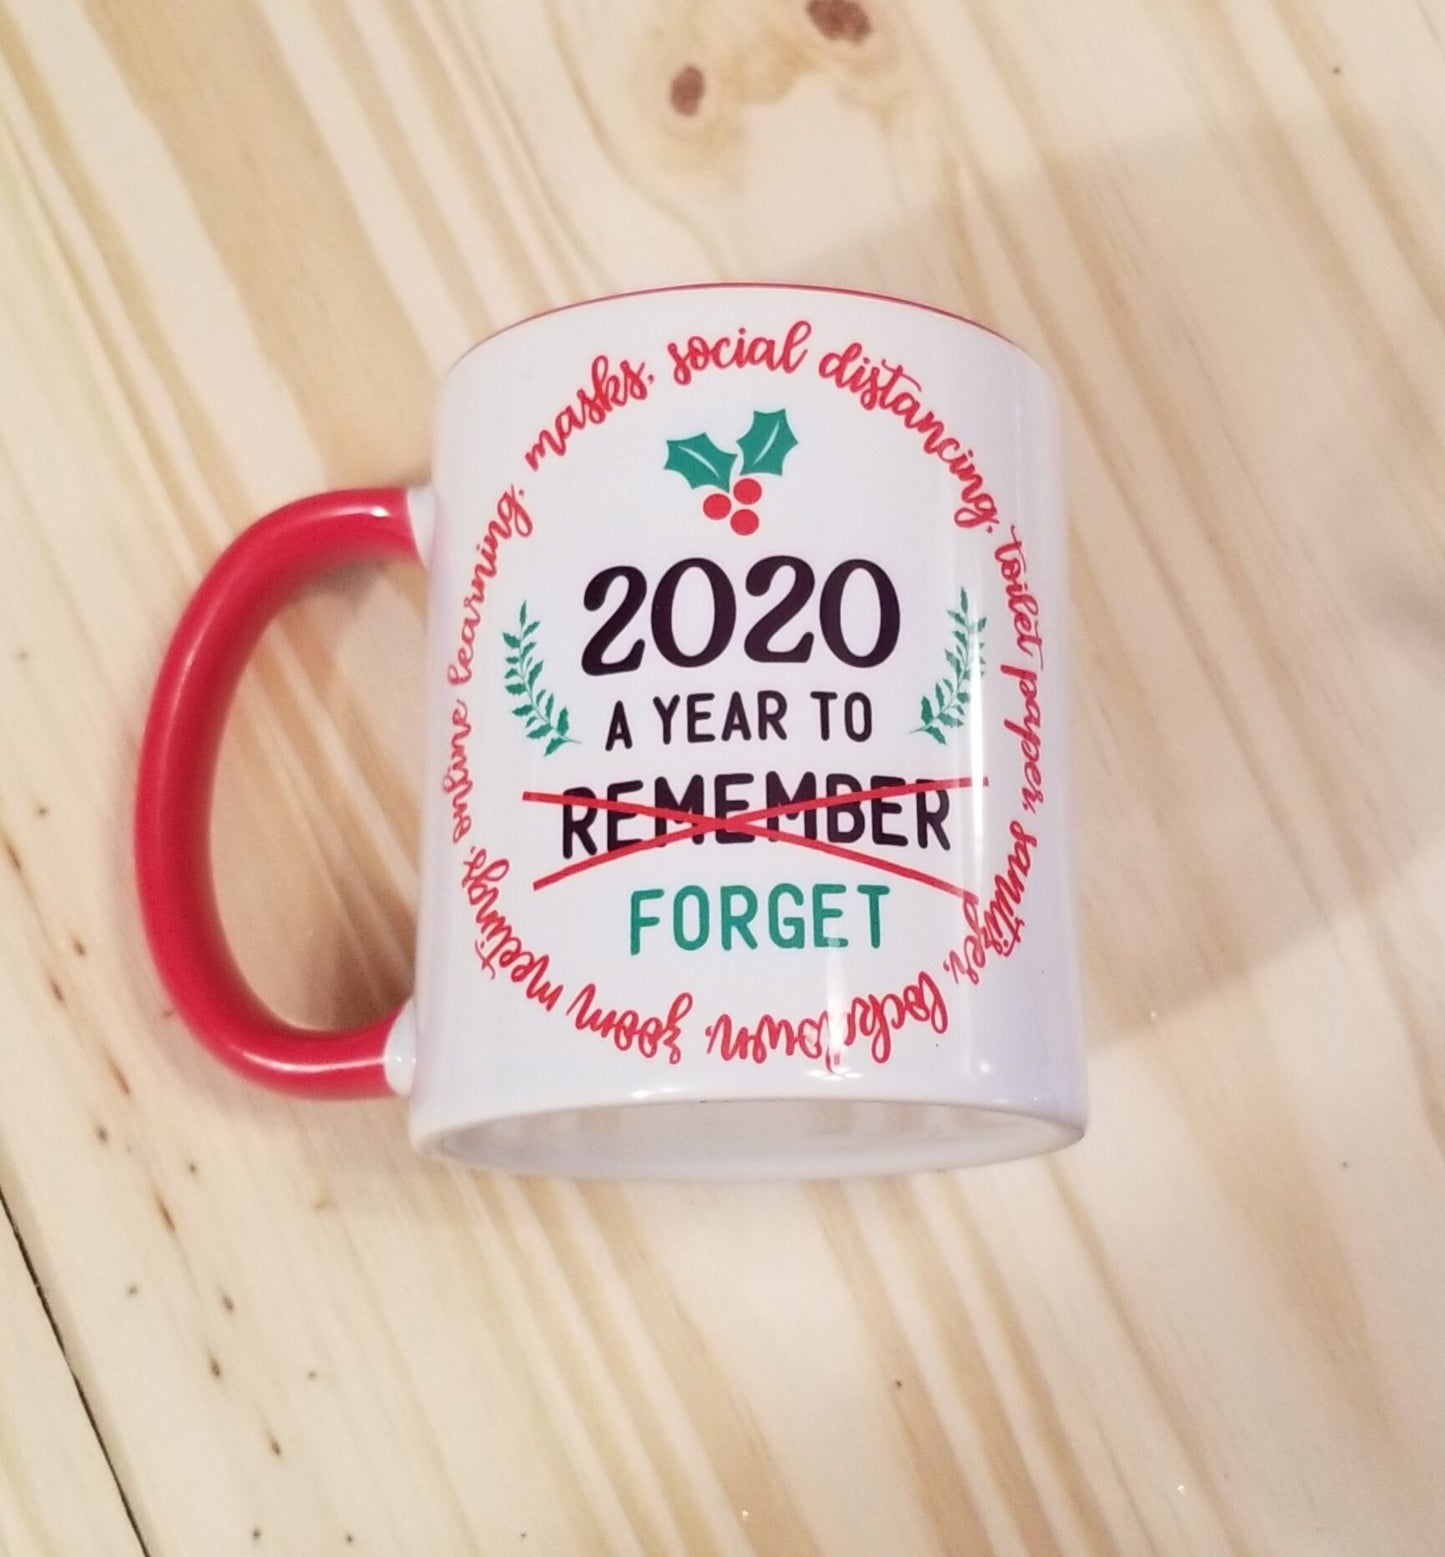 masks, social distancing, toilet paper, sanitizer, lockdown, zoom meetings, online learning,
2020
A YEAR TO
REMEMBER
FORGET